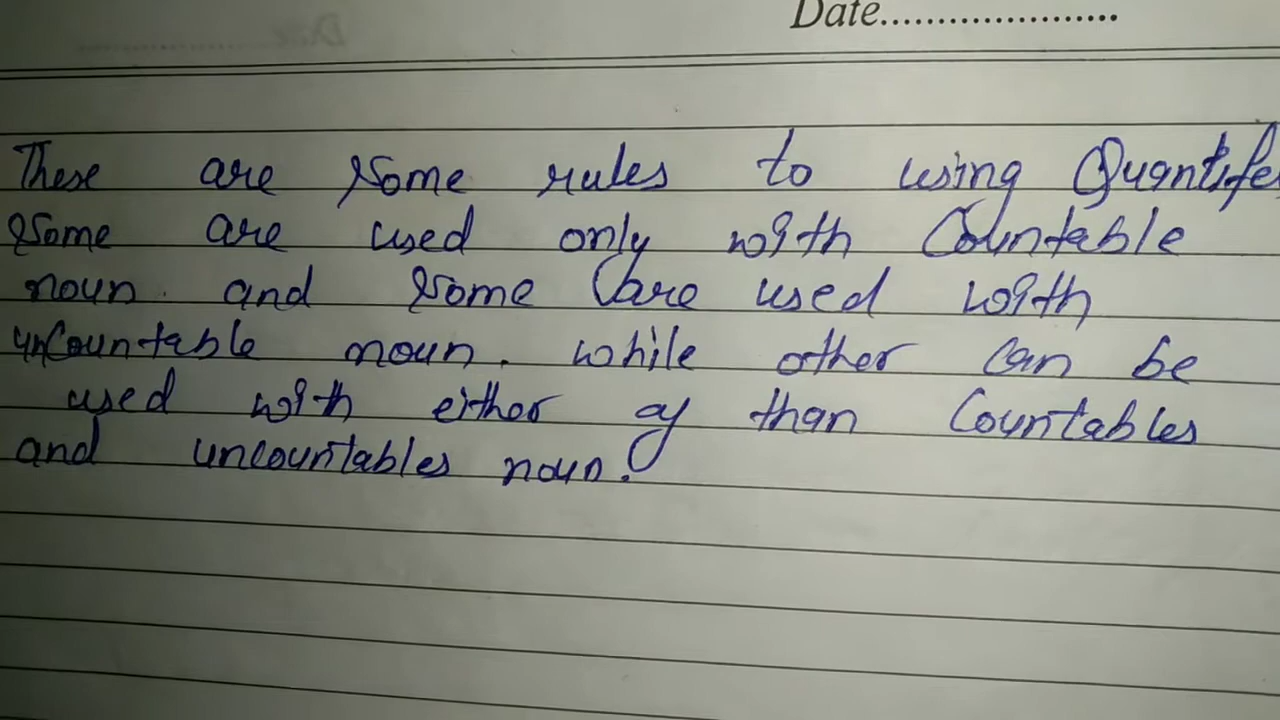 Date.....................
These are some rules to using Quantife
Some are used only with Countable
noun. and some are used with
unCountable noun. while other can be
used with either of than Countables
and uncountables noun.